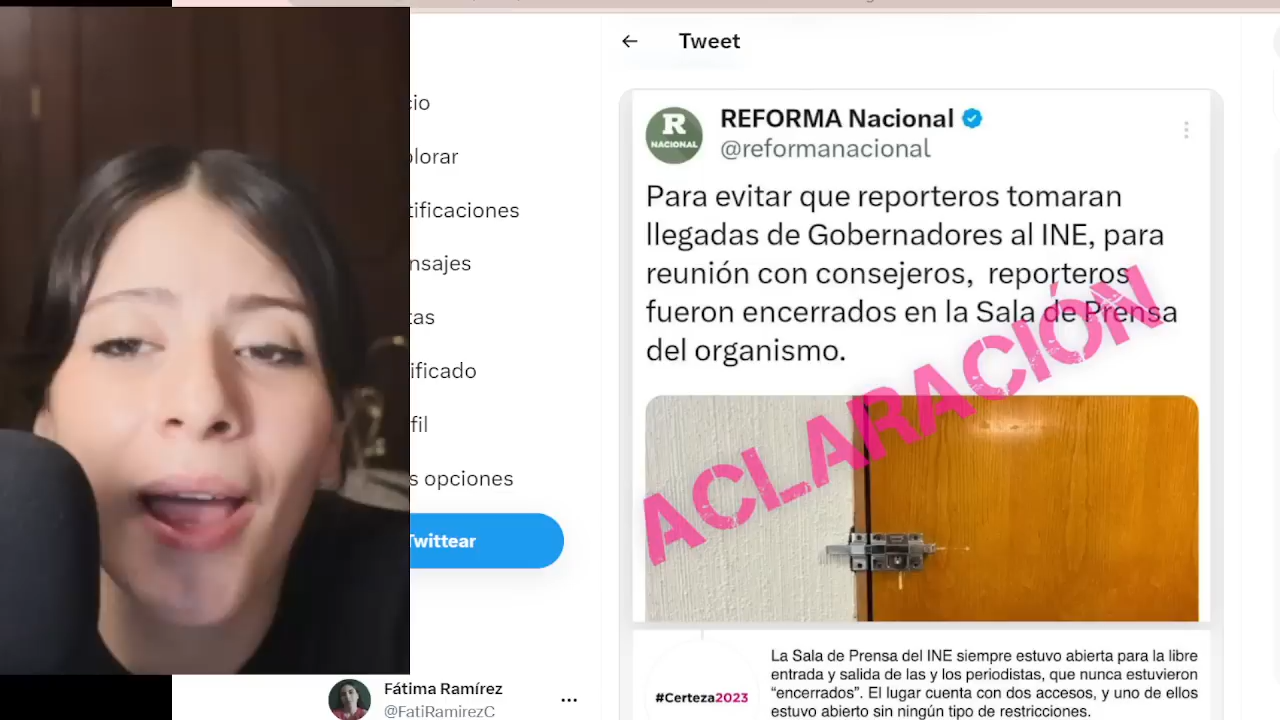 Tweet
cio
plorar
tificaciones
nsajes
tas
ificado
fil
s opciones
Twittear
Fátima Ramírez
@FatiRamirezC
R
NACIONAL
REFORMA Nacional
@reformanacional
Para evitar que reporteros tomaran
llegadas de Gobernadores al INE, para
reunión con consejeros, reporteros
fueron encerrados en la Sala de Prensa
del organismo.
ACLARACIÓN
#Certeza2023
La Sala de Prensa del INE siempre estuvo abierta para la libre
entrada y salida de las y los periodistas, que nunca estuvieron
“encerrados”. El lugar cuenta con dos accesos, y uno de ellos
estuvo abierto sin ningún tipo de restricciones.